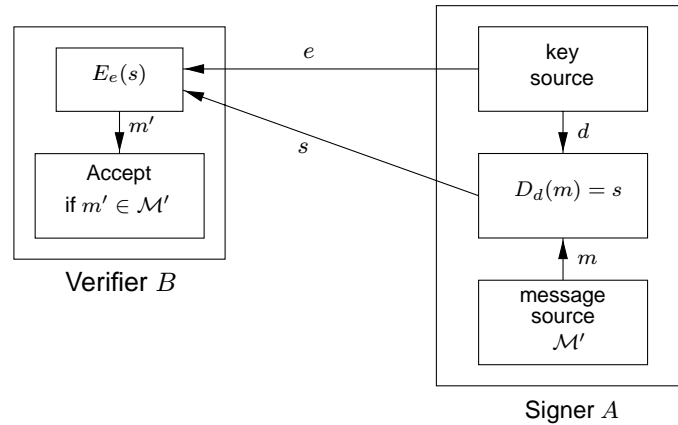 E_e(s)
m′
Accept
if m′ ∈ M′
Verifier B
e
s
key
source
d
D_d(m) = s
m
message
source
M′
Signer A